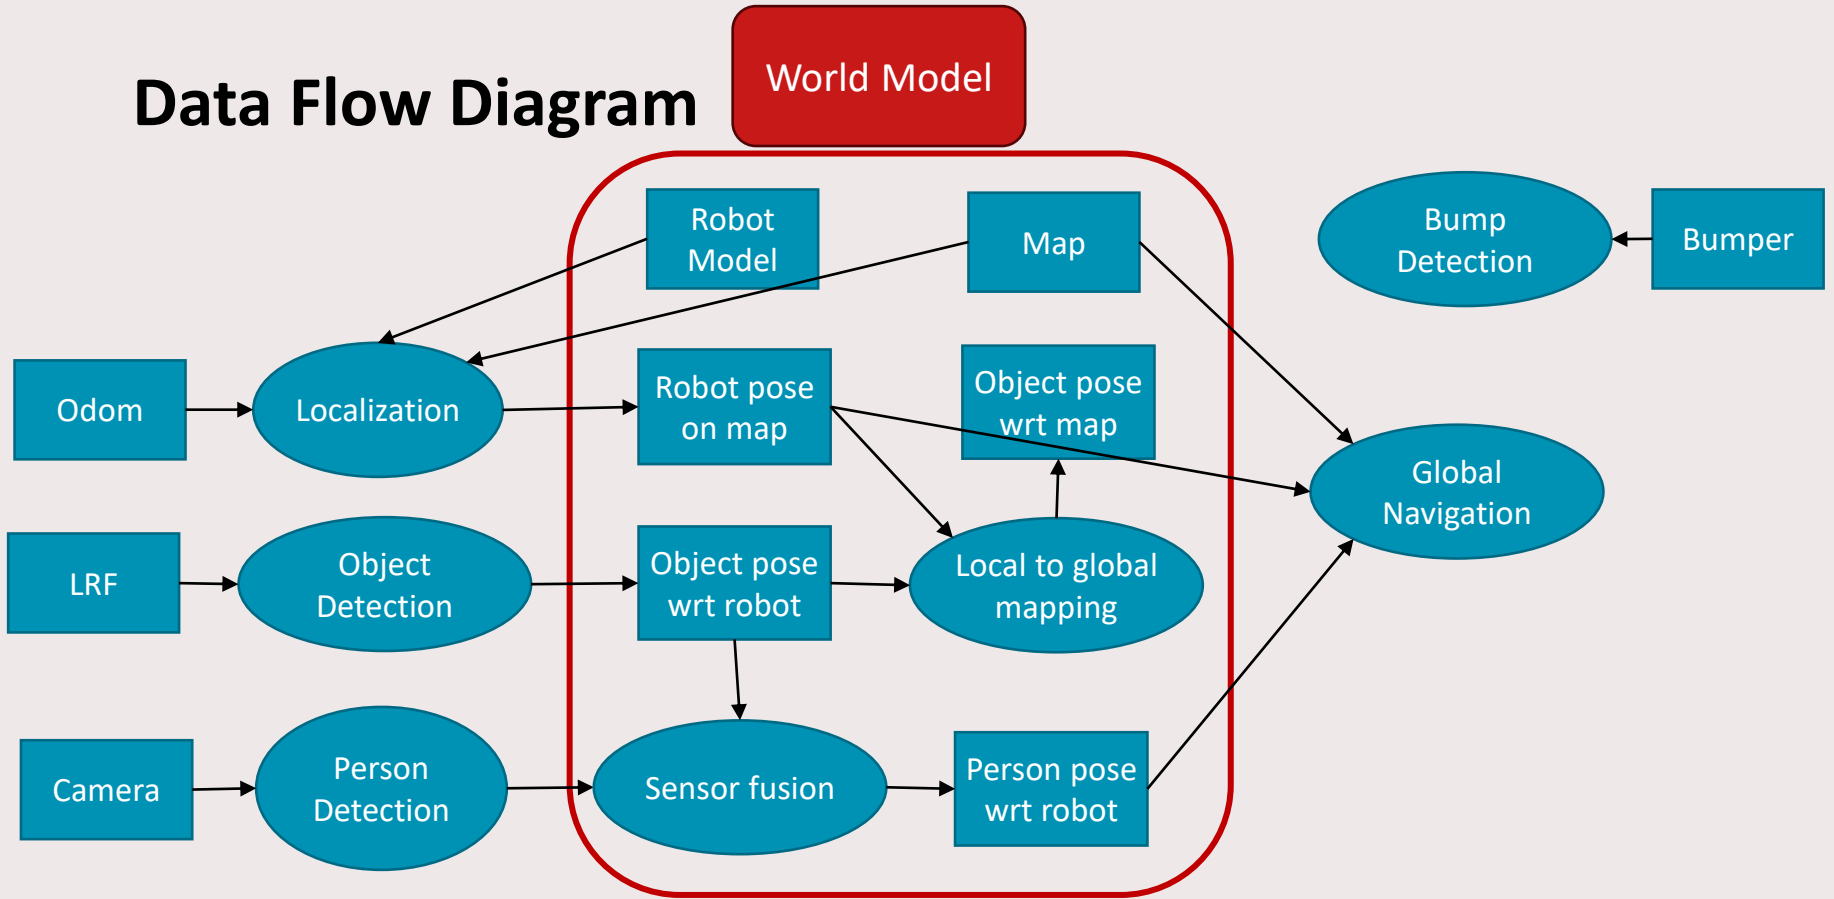 World Model
Data Flow Diagram
Robot
Model
Map
Bump
Detection
Bumper
Odom
Localization
Robot pose
on map
Object pose
wrt map
Global
Navigation
LRF
Object
Detection
Object pose
wrt robot
Local to global
mapping
Camera
Person
Detection
Sensor fusion
Person pose
wrt robot